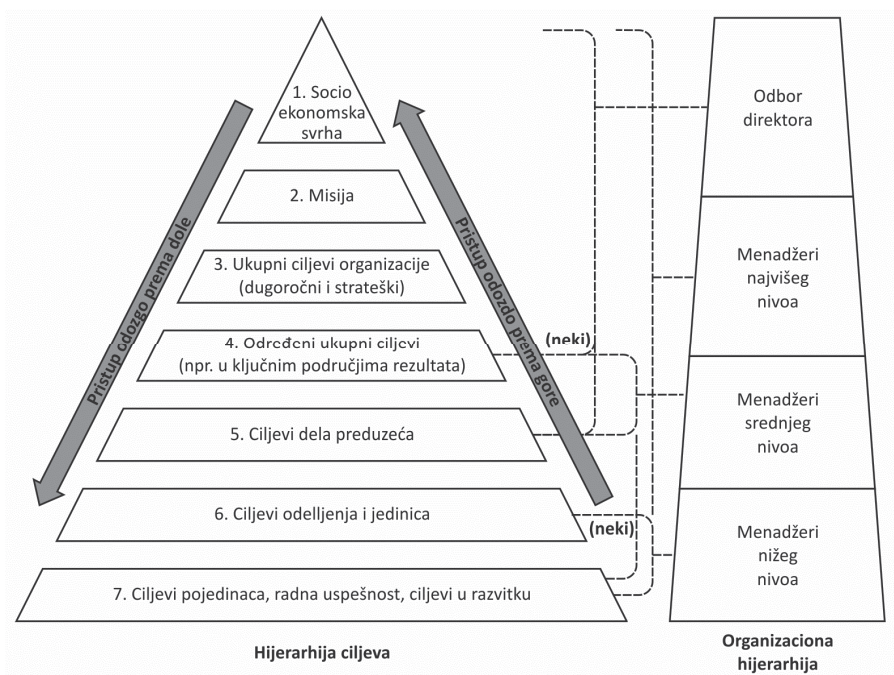 1. Socio
ekonomska
svrha
2. Misija
3. Ukupni ciljevi organizacije
(dugoročni i strateški)
4. Određeni ukupni ciljevi
(npr. u ključnim područjima rezultata)
5. Ciljevi dela preduzeća
6. Ciljevi odelljenja i jedinica
7. Ciljevi pojedinaca, radna uspešnost, ciljevi u razvitku
Pristup odozgo prema dole
Pristup odozdo prema gore
(neki)
(neki)
Hijerarhija ciljeva
Odbor
direktora
Menadžeri
najvišeg
nivoa
Menadžeri
srednjeg
nivoa
Menadžeri
nižeg
nivoa
Organizaciona
hijerarhija